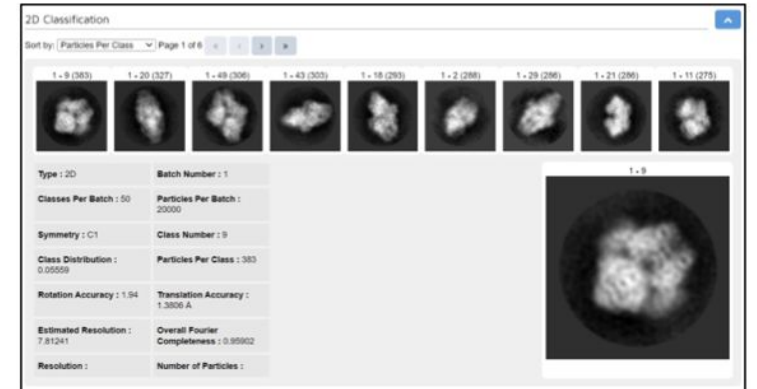 2D Classification
Sort by: Particles Per Class Page 1 of 6 « ‹ › »
1 - 9 (383) 1 - 20 (327) 1 - 49 (306) 1 - 43 (303) 1 - 18 (293) 1 - 2 (288) 1 - 29 (286) 1 - 21 (286) 1 - 11 (275)
Type : 2D Batch Number : 1
Classes Per Batch : 50 Particles Per Batch :
20000
Symmetry : C1 Class Number : 9
Class Distribution : Particles Per Class : 383
0.05559
Rotation Accuracy : 1.94 Translation Accuracy :
1.3806 A
Estimated Resolution : Overall Fourier
7.81241 Completeness : 0.95902
Resolution : Number of Particles :
1 - 9